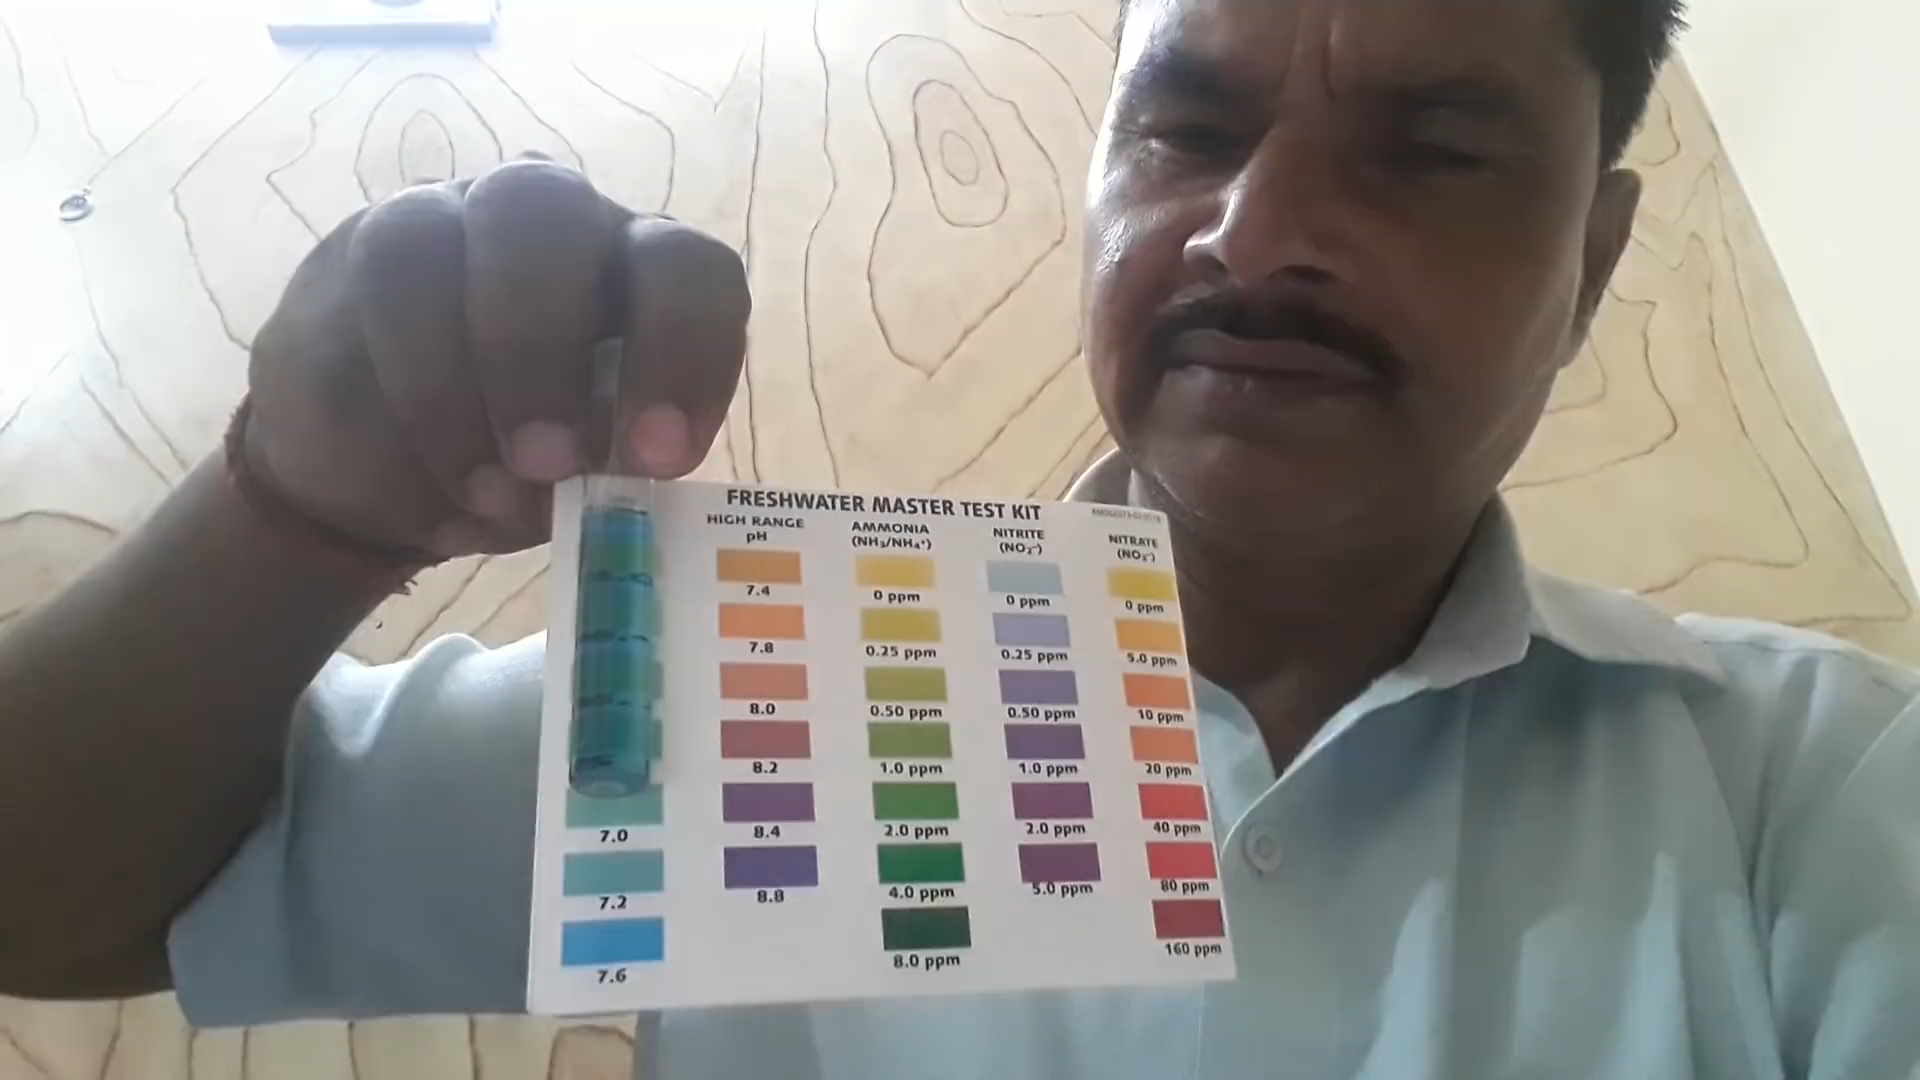 FRESHWATER MASTER TEST KIT
HIGH RANGE
pH
AMMONIA
(NH₃/NH₄⁺)
NITRITE
(NO₂⁻)
NITRATE
(NO₃⁻)
7.4
0 ppm
0 ppm
0 ppm
7.8
0.25 ppm
0.25 ppm
5.0 ppm
8.0
0.50 ppm
0.50 ppm
10 ppm
8.2
1.0 ppm
1.0 ppm
20 ppm
7.0
8.4
2.0 ppm
2.0 ppm
40 ppm
7.2
8.8
4.0 ppm
5.0 ppm
80 ppm
7.6
8.0 ppm
160 ppm